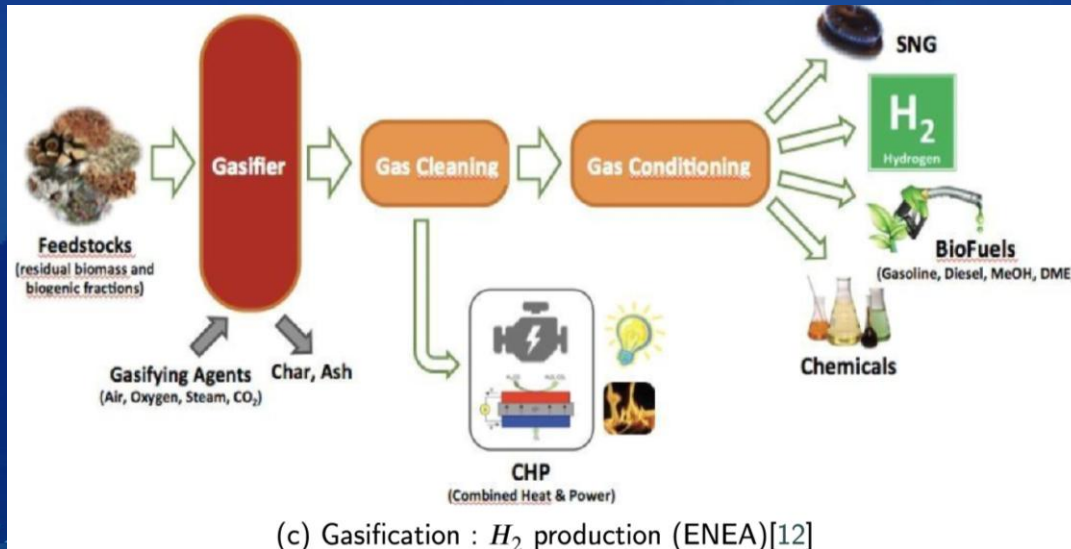 SNG
H2
Hydrogen
Gasifier
Gas Cleaning
Gas Conditioning
Feedstocks
(residual biomass and
biogenic fractions)
BioFuels
(Gasoline, Diesel, MeOH, DME
Gasifying Agents
(Air, Oxygen, Steam, CO₂)
Char, Ash
Chemicals
CHP
(Combined Heat & Power)
(c) Gasification : H₂ production (ENEA)[12]